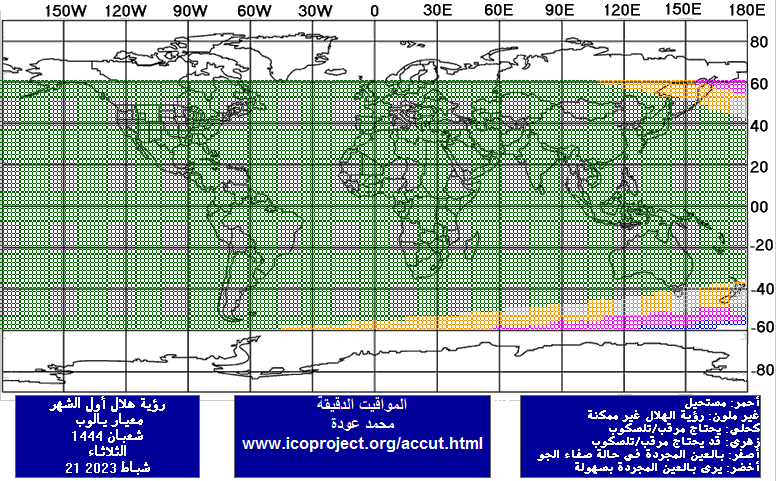 150W 120W 90W 60W 30W 0 30E 60E 90E 120E 150E 180E
80
60
40
20
00
-20
-40
-60
-80
رؤية هلال أول الشهر
معيار يالوب
شعبان 1444
الثلاثاء
21 شباط 2023
المواقيت الدقيقة
محمد عودة
www.icoproject.org/accut.html
أحمر: مستحيل
غير ملون: رؤية الهلال غير ممكنة
كحلي: يحتاج مرقب/تلسكوب
زهري: قد يحتاج مرقب/تلسكوب
أصفر: بالعين المجردة في حالة صفاء الجو
أخضر: يرى بالعين المجردة بسهولة